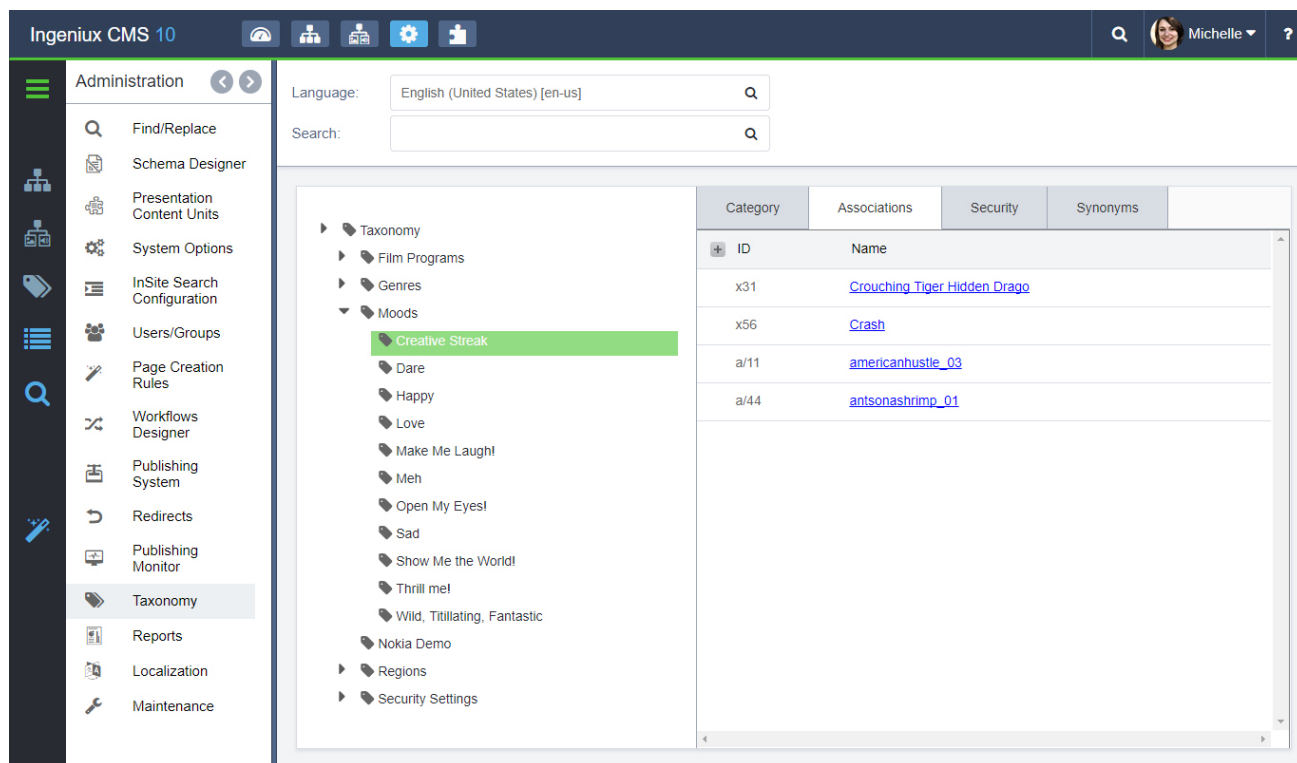 Ingeniux CMS 10
Michelle
?
Administration
Find/Replace
Schema Designer
Presentation
Content Units
System Options
InSite Search
Configuration
Users/Groups
Page Creation
Rules
Workflows
Designer
Publishing
System
Redirects
Publishing
Monitor
Taxonomy
Reports
Localization
Maintenance
Language:
English (United States) [en-us]
Search:
Taxonomy
Film Programs
Genres
Moods
Creative Streak
Dare
Happy
Love
Make Me Laugh!
Meh
Open My Eyes!
Sad
Show Me the World!
Thrill me!
Wild, Titillating, Fantastic
Nokia Demo
Regions
Security Settings
Category Associations Security Synonyms
ID Name
x31 Crouching Tiger Hidden Drago
x56 Crash
a/11 americanhustle_03
a/44 antsonashrimp_01